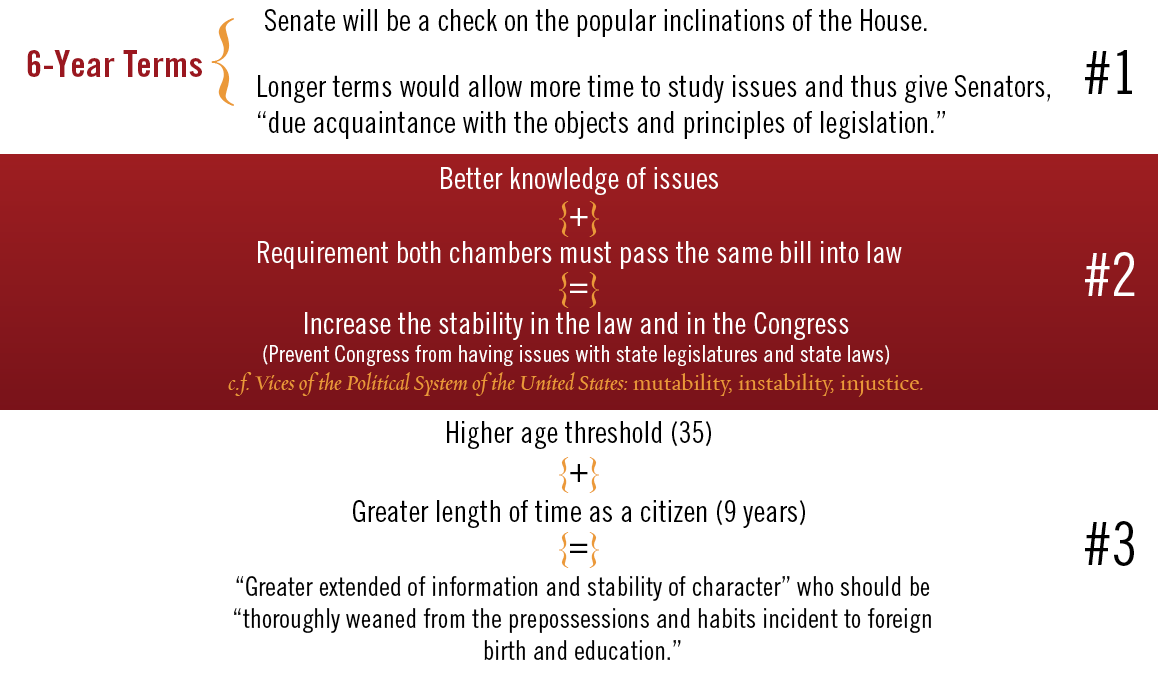 Senate will be a check on the popular inclinations of the House.
6-Year Terms {
Longer terms would allow more time to study issues and thus give Senators,
“due acquaintance with the objects and principles of legislation.”
#1
Better knowledge of issues
{+}
Requirement both chambers must pass the same bill into law
{=}
Increase the stability in the law and in the Congress
(Prevent Congress from having issues with state legislatures and state laws)
c.f. Vices of the Political System of the United States: mutability, instability, injustice.
#2
Higher age threshold (35)
{+}
Greater length of time as a citizen (9 years)
{=}
“Greater extended of information and stability of character” who should be
“thoroughly weaned from the prepossessions and habits incident to foreign
birth and education.”
#3